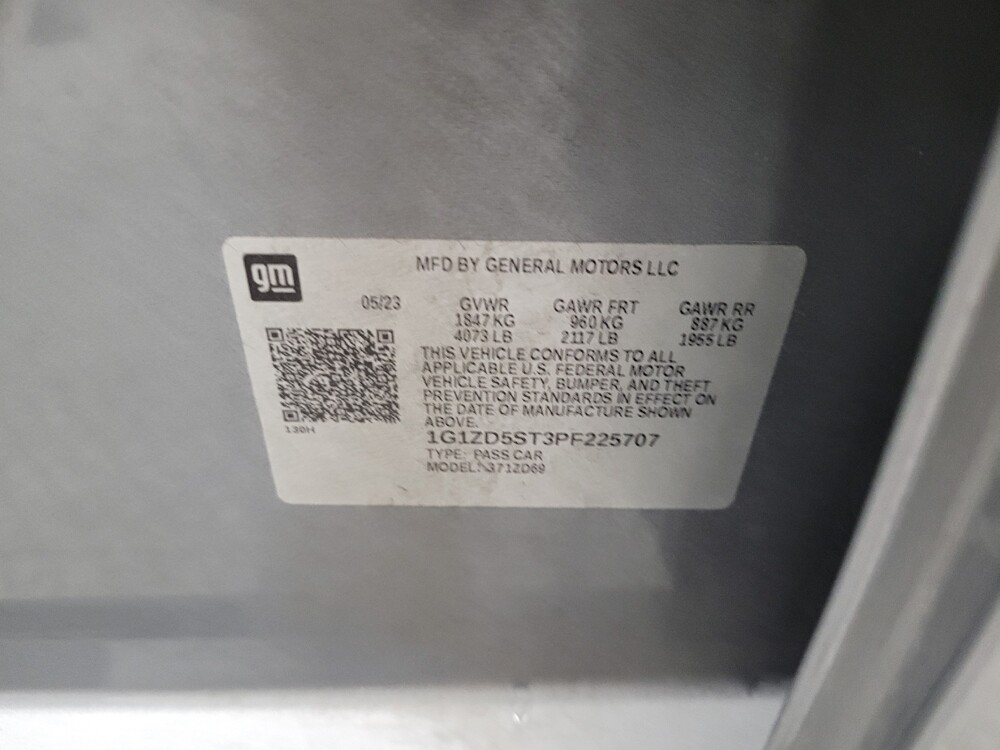 gm
MFD BY GENERAL MOTORS LLC
05/23 GVWR GAWR FRT GAWR RR
1847 KG 960 KG 887 KG
4073 LB 2117 LB 1955 LB
THIS VEHICLE CONFORMS TO ALL
APPLICABLE U.S. FEDERAL MOTOR
VEHICLE SAFETY, BUMPER, AND THEFT
PREVENTION STANDARDS IN EFFECT ON
THE DATE OF MANUFACTURE SHOWN
ABOVE.
130H
1G1ZD5ST3PF225707
TYPE: PASS CAR
MODEL: 371ZD69